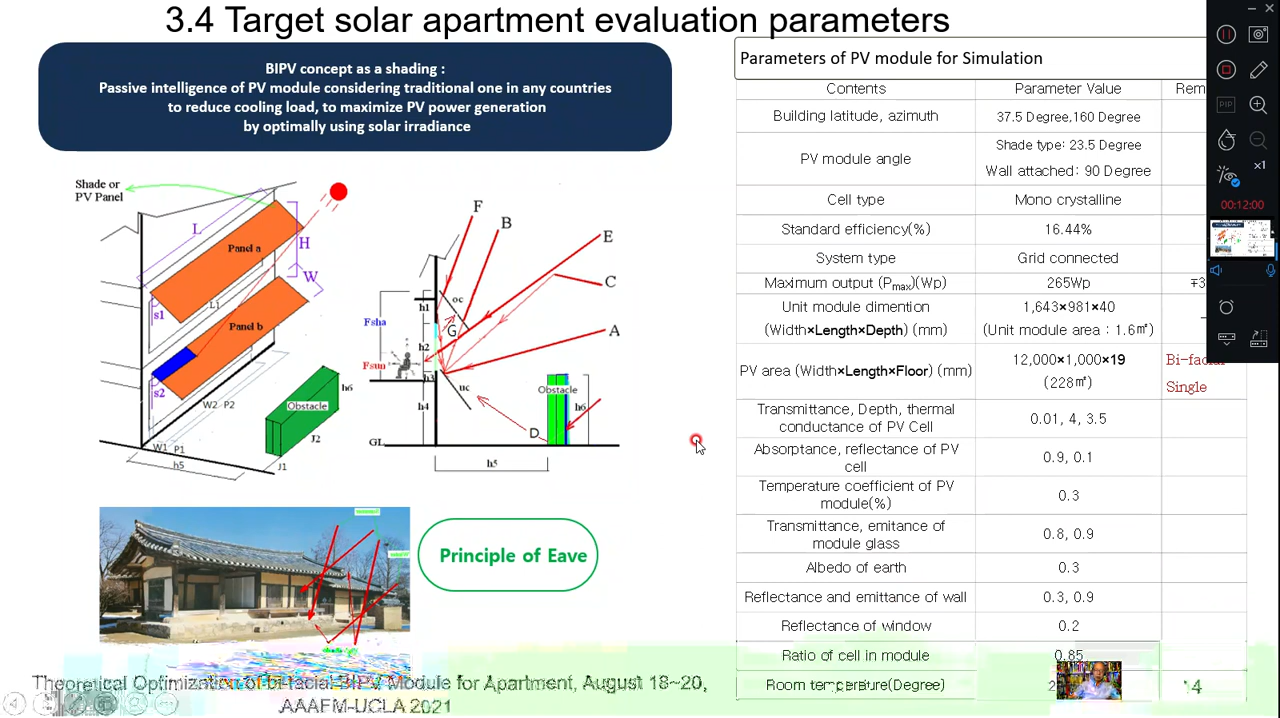 3.4 Target solar apartment evaluation parameters
BIPV concept as a shading :
Passive intelligence of PV module considering traditional one in any countries
to reduce cooling load, to maximize PV power generation
by optimally using solar irradiance
Shade or
PV Panel
L
H
W
Panel a
L1
s1
Panel b
s2
W2 P2
h6
Obstacle
J2
W1 P1
h5
J1
F
B
E
C
A
oc
h1
G
Fsha
h2
Fsun
h3
uc
h4
Obstacle
h6
D
GL
h5
Principle of Eave
Theoretical Optimization of bi-facial BIPV Module for Apartment, August 18~20,
AAAFM-UCLA 2021
Parameters of PV module for Simulation
Contents Parameter Value Rem
Building latitude, azimuth 37.5 Degree,160 Degree
PV module angle Shade type: 23.5 Degree
Wall attached: 90 Degree
Cell type Mono crystalline
Standard efficiency(%) 16.44%
System type Grid connected
Maximum output (Pmax)(Wp) 265Wp ∓3
Unit module dimention 1,643×981×40
(Width×Length×Depth) (mm) (Unit module area : 1.6㎡)
PV area (Width×Length×Floor) (mm) 12,000× ×9 Bi-facial
(228㎡) Single
Transmittance, Depth, thermal
conductance of PV Cell 0.01, 4, 3.5
Absorptance, reflectance of PV
cell 0.9, 0.1
Temperature coefficient of PV
module(%) 0.3
Transmittance, emitance of
module glass 0.8, 0.9
Albedo of earth 0.3
Reflectance and emittance of wall 0.3, 0.9
Reflectance of window 0.2
Ratio of cell in module 0.85
Room temperature(Degree) 2
14
PIP
×1
00:12:00